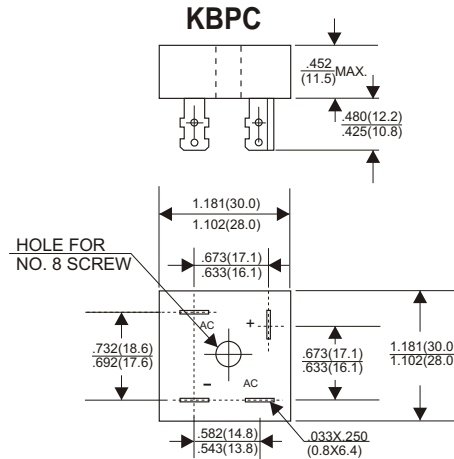 KBPC
.452
(11.5)
MAX.
.480(12.2)
.425(10.8)
1.181(30.0)
1.102(28.0)
HOLE FOR
NO. 8 SCREW
.673(17.1)
.633(16.1)
AC
+
.732(18.6)
.692(17.6)
.673(17.1)
.633(16.1)
1.181(30.0)
1.102(28.0)
-
AC
.582(14.8)
.543(13.8)
.033X.250
(0.8X6.4)